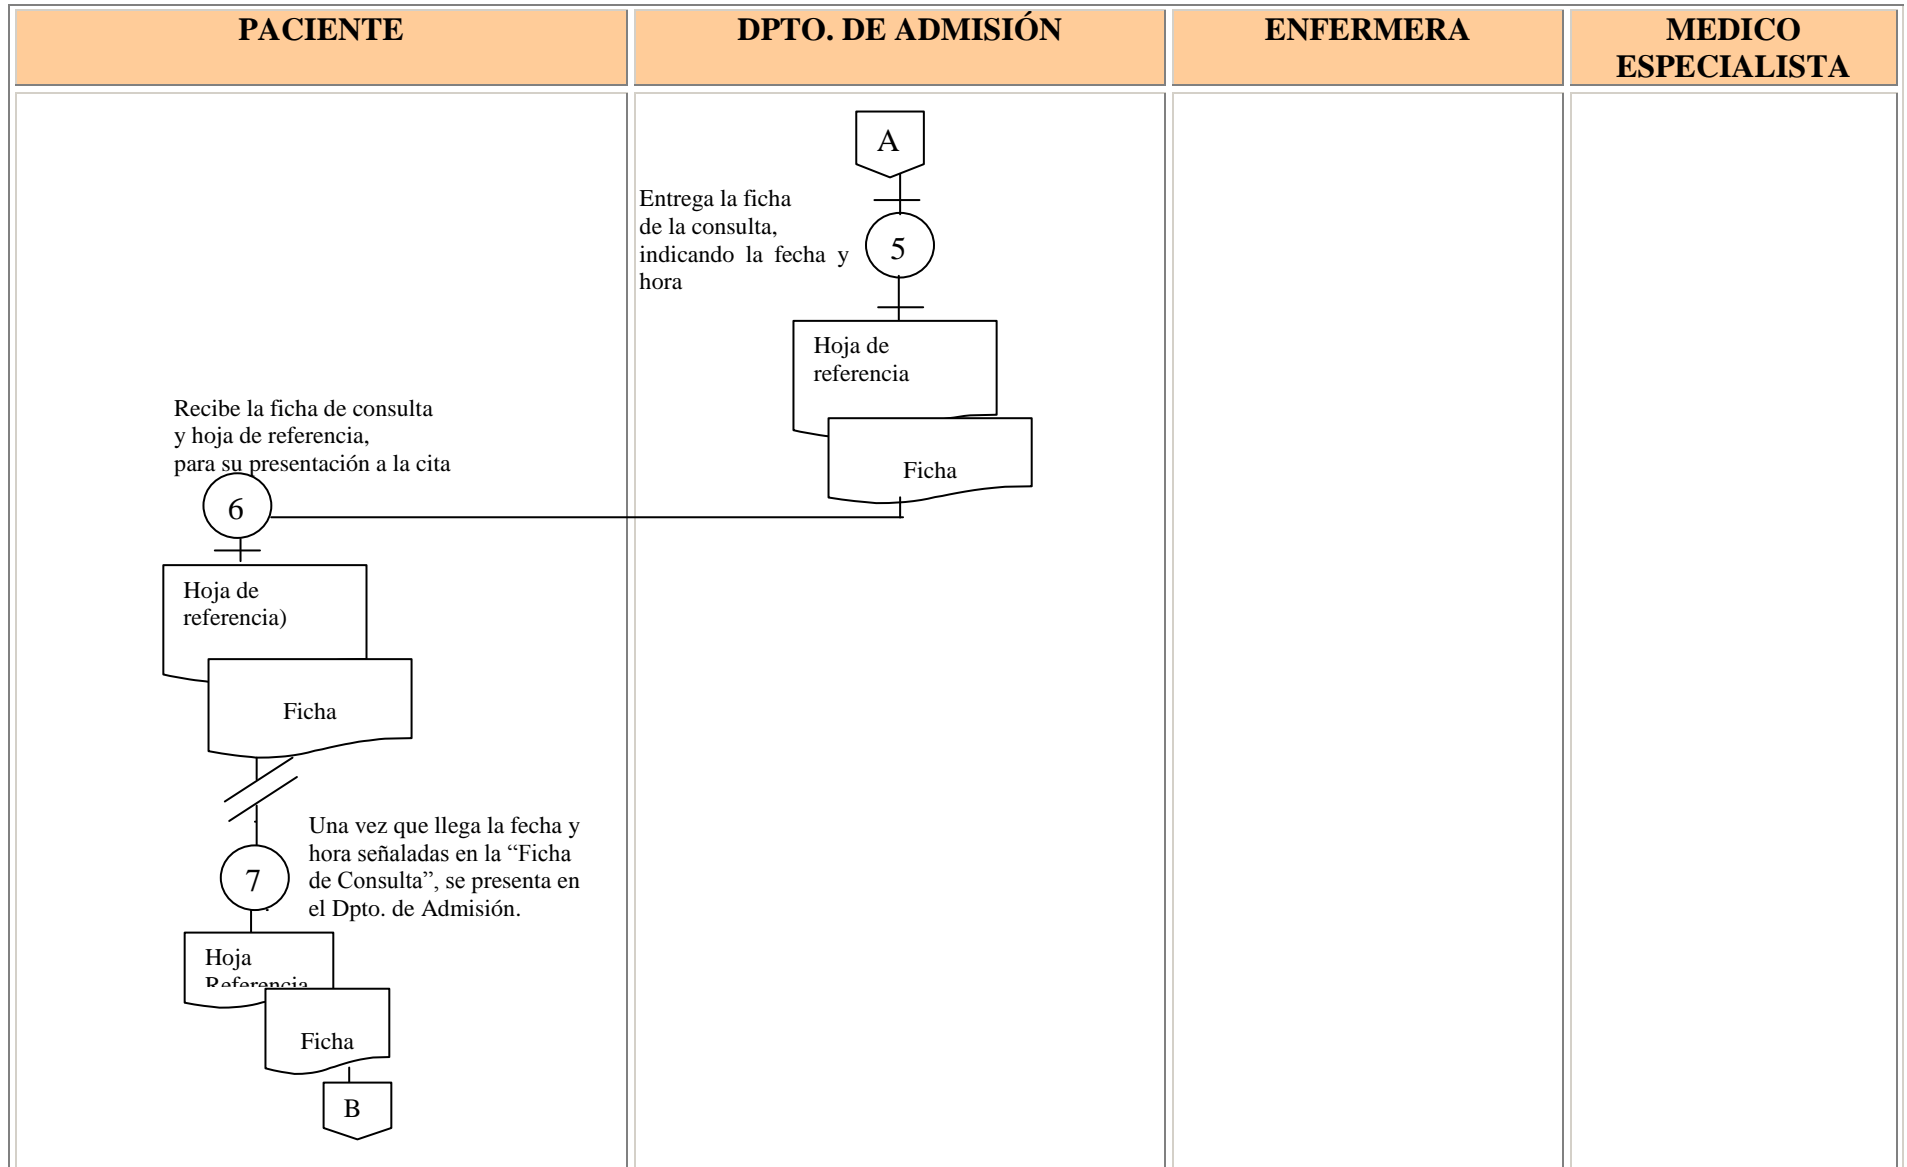 PACIENTE
DPTO. DE ADMISIÓN
ENFERMERA
MEDICO
ESPECIALISTA
A
Entrega la ficha
de la consulta,
indicando la fecha y
hora
5
Hoja de
referencia
Ficha
Recibe la ficha de consulta
y hoja de referencia,
para su presentación a la cita
6
Hoja de
referencia)
Ficha
Una vez que llega la fecha y
hora señaladas en la “Ficha
de Consulta”, se presenta en
el Dpto. de Admisión.
7
Hoja
Referencia
Ficha
B